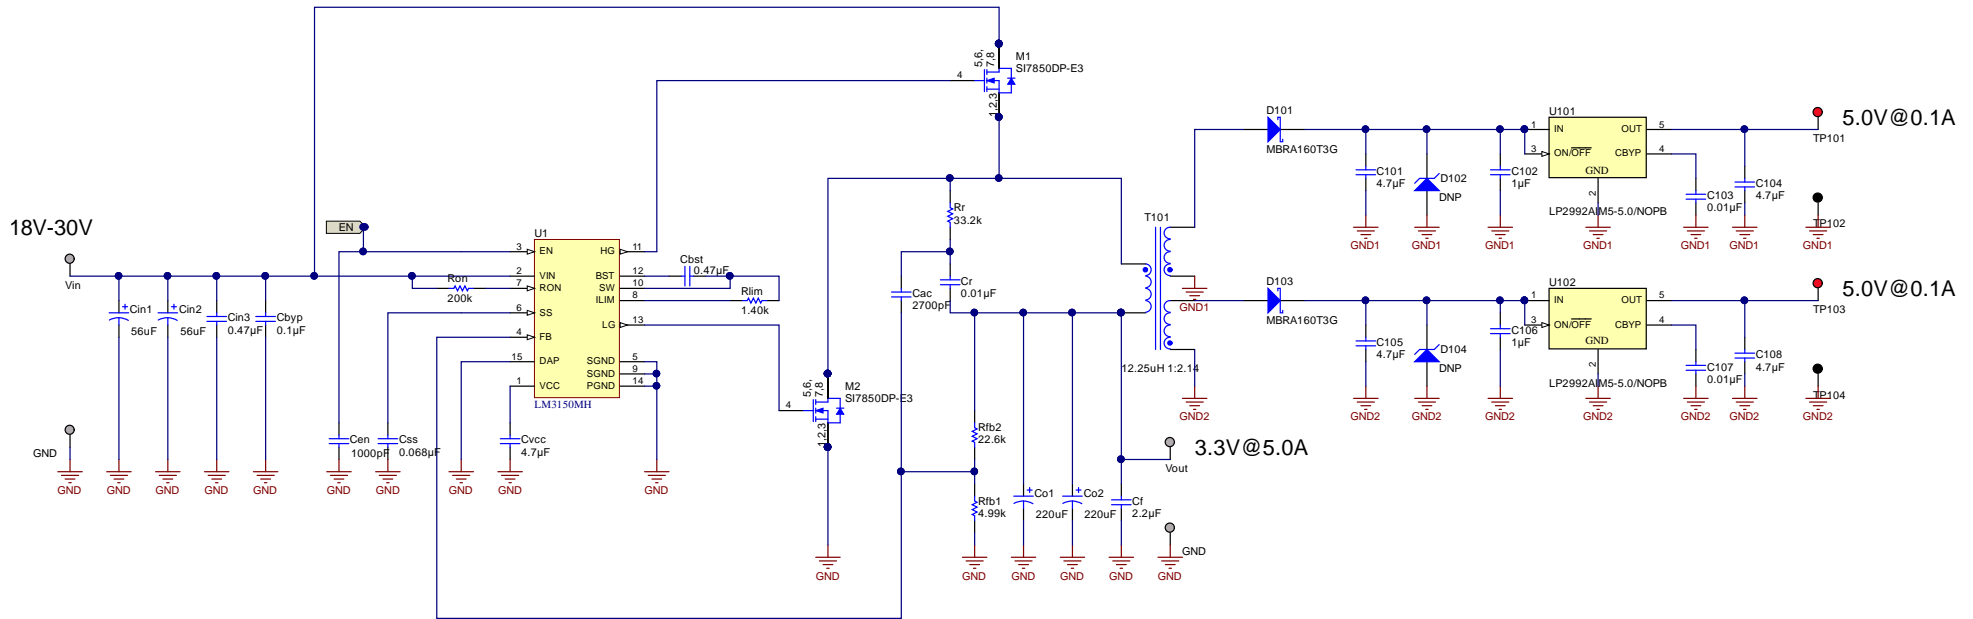 18V-30V
Vin
GND
Cin1
56uF
GND
Cin2
56uF
GND
Cin3
0.47µF
GND
Cbyp
0.1µF
GND
GND
EN
Ron
200k
Cen
1000pF
GND
Css
0.068µF
GND
GND
Cvcc
4.7µF
GND
U1
3 EN HG 11
2 VIN BST 12
7 RON SW 10
ILIM 8
6 SS
LG 13
4 FB
15 DAP SGND 5
SGND 9
1 VCC PGND 14
LM3150MH
GND
Cbst
0.47µF
Rlim
1.40k
5,6,
7,8
4
1,2,3
M1
SI7850DP-E3
5,6,
7,8
4
1,2,3
M2
SI7850DP-E3
GND
Rr
33.2k
Cr
0.01µF
Cac
2700pF
Rfb2
22.6k
Rfb1
4.99k
GND
Co1
220uF
GND
Co2
220uF
GND
Cf
2.2µF
GND
Vout
3.3V@5.0A
GND
GND
T101
12.25uH 1:2.14
GND1
GND2
D101
MBRA160T3G
C101
4.7µF
GND1
D102
DNP
GND1
C102
1µF
GND1
U101
1 IN OUT 5
3 ON/OFF CBYP 4
GND
2
LP2992AIM5-5.0/NOPB
GND1
C103
0.01µF
GND1
C104
4.7µF
GND1
TP101
5.0V@0.1A
TP102
GND1
D103
MBRA160T3G
C105
4.7µF
GND2
D104
DNP
GND2
C106
1µF
GND2
U102
1 IN OUT 5
3 ON/OFF CBYP 4
GND
2
LP2992AIM5-5.0/NOPB
GND2
C107
0.01µF
GND2
C108
4.7µF
GND2
TP103
5.0V@0.1A
TP104
GND2